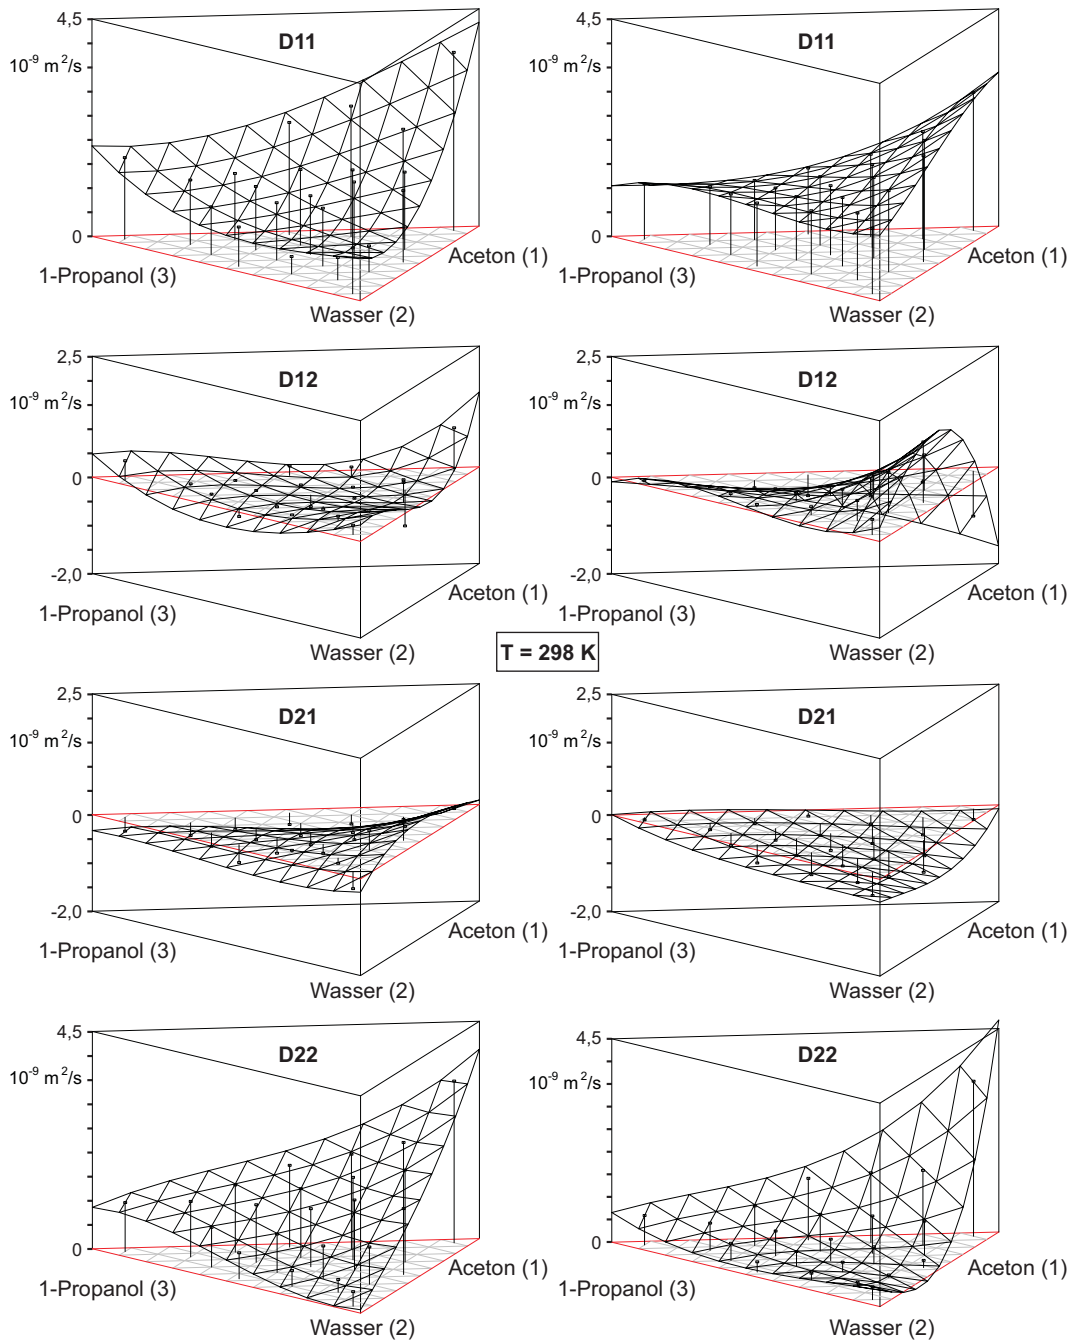 4,5
D11
10⁻⁹ m²/s
0
1-Propanol (3)
Aceton (1)
Wasser (2)
4,5
D11
10⁻⁹ m²/s
0
1-Propanol (3)
Aceton (1)
Wasser (2)
2,5
D12
10⁻⁹ m²/s
0
-2,0
1-Propanol (3)
Aceton (1)
Wasser (2)
2,5
D12
10⁻⁹ m²/s
0
-2,0
1-Propanol (3)
Aceton (1)
Wasser (2)
T = 298 K
2,5
D21
10⁻⁹ m²/s
0
-2,0
1-Propanol (3)
Aceton (1)
Wasser (2)
2,5
D21
10⁻⁹ m²/s
0
-2,0
1-Propanol (3)
Aceton (1)
Wasser (2)
4,5
D22
10⁻⁹ m²/s
0
1-Propanol (3)
Aceton (1)
Wasser (2)
4,5
D22
10⁻⁹ m²/s
0
1-Propanol (3)
Aceton (1)
Wasser (2)